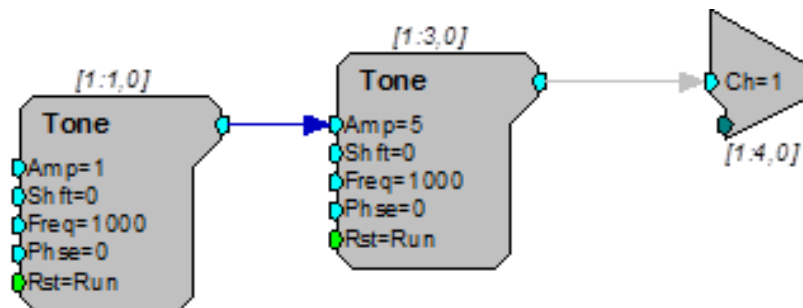 [1:1,0]
Tone
Amp=1
Shft=0
Freq=1000
Phse=0
Rst=Run
[1:3,0]
Tone
Amp=5
Shft=0
Freq=1000
Phse=0
Rst=Run
Ch=1
[1:4,0]